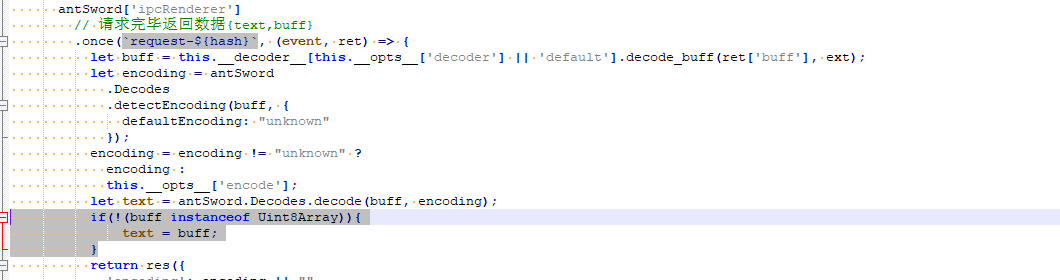 antSword['ipcRenderer']
// 请求完毕返回数据{text,buff}
.once(`request-${hash}`, (event, ret) => {
let buff = this.__decoder__[this.__opts__['decoder'] || 'default'].decode_buff(ret['buff'], ext);
let encoding = antSword
.Decodes
.detectEncoding(buff, {
defaultEncoding: "unknown"
});
encoding = encoding != "unknown" ?
encoding :
this.__opts__['encode'];
let text = antSword.Decodes.decode(buff, encoding);
if(!(buff instanceof Uint8Array)){
text = buff;
}
return res({